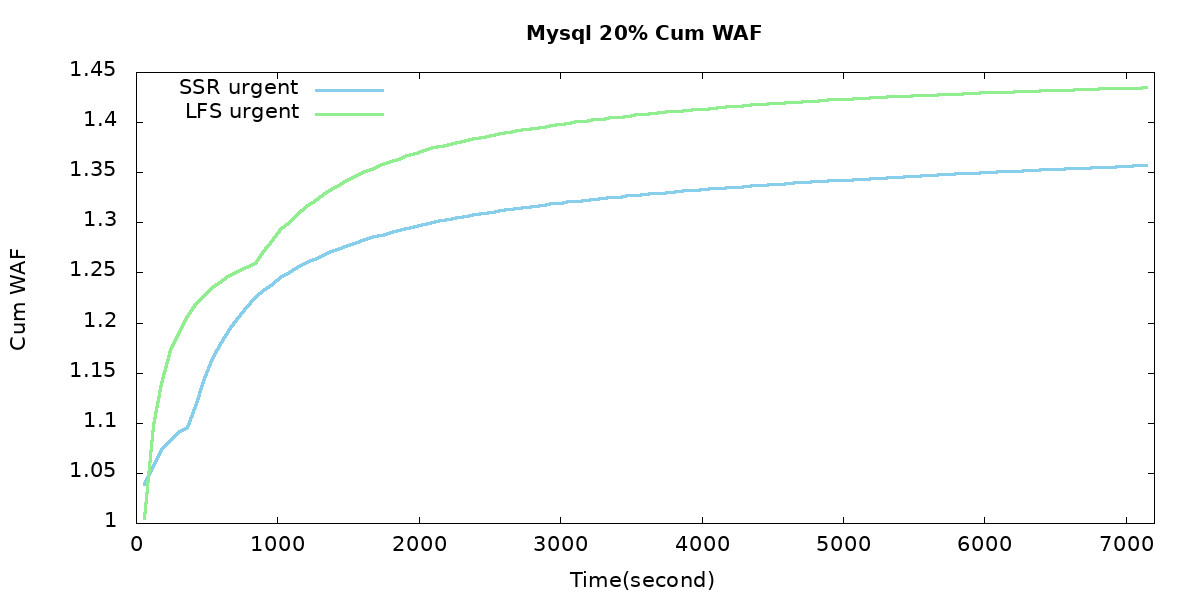 Mysql 20% Cum WAF
SSR urgent
LFS urgent
1.45
1.4
1.35
1.3
1.25
1.2
1.15
1.1
1.05
1
Cum WAF
0 1000 2000 3000 4000 5000 6000 7000
Time(second)